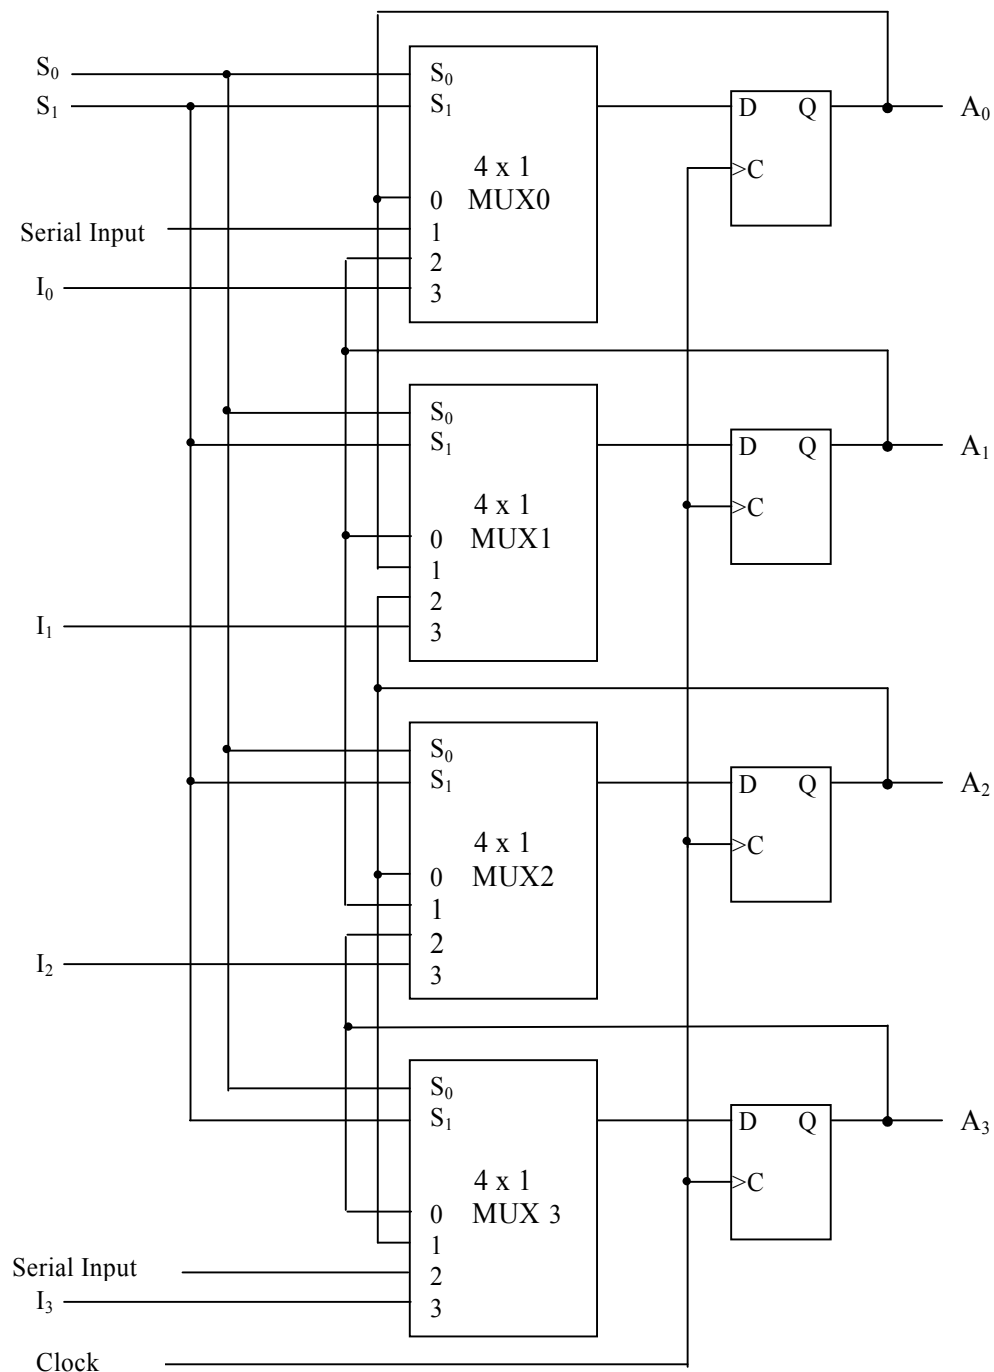 S₀
S₁
S₀
S₁
4 x 1
MUX0
0
1
2
3
Serial Input
I₀
D Q
>C
A₀
S₀
S₁
4 x 1
MUX1
0
1
2
3
I₁
D Q
>C
A₁
S₀
S₁
4 x 1
MUX2
0
1
2
3
I₂
D Q
>C
A₂
S₀
S₁
4 x 1
MUX 3
0
1
2
3
Serial Input
I₃
D Q
>C
A₃
Clock